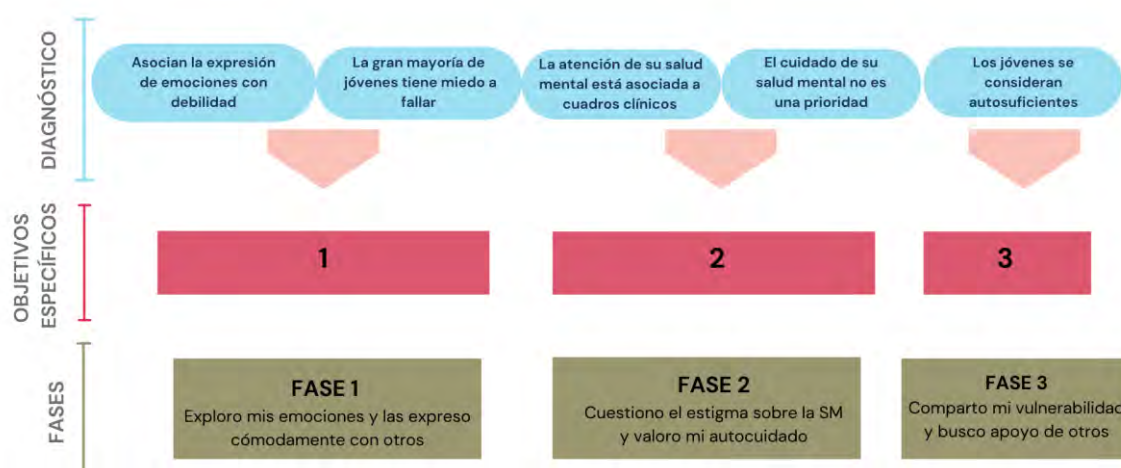 DIAGNÓSTICO
Asocian la expresión
de emociones con
debilidad
La gran mayoría de
jóvenes tiene miedo a
fallar
La atención de su salud
mental está asociada a
cuadros clínicos
El cuidado de su
salud mental no es
una prioridad
Los jóvenes se
consideran
autosuficientes
OBJETIVOS
ESPECÍFICOS
1
2
3
FASES
FASE 1
Exploro mis emociones y las expreso
cómodamente con otros
FASE 2
Cuestiono el estigma sobre la SM
y valoro mi autocuidado
FASE 3
Comparto mi vulnerabilidad
y busco apoyo de otros